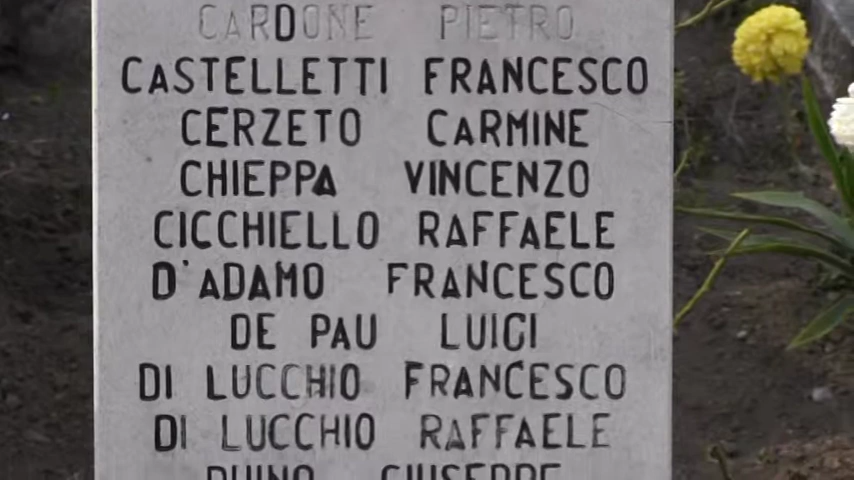 CARDONE PIETRO
CASTELLETTI FRANCESCO
CERZETO CARMINE
CHIEPPA VINCENZO
CICCHIELLO RAFFAELE
D'ADAMO FRANCESCO
DE PAU LUIGI
DI LUCCHIO FRANCESCO
DI LUCCHIO RAFFAELE
GIUSEPPE